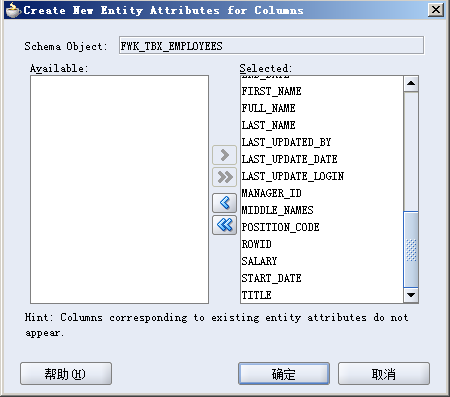 Create New Entity Attributes for Columns
Schema Object: FWK_TBX_EMPLOYEES
Available:
Selected:
END_DATE
FIRST_NAME
FULL_NAME
LAST_NAME
LAST_UPDATED_BY
LAST_UPDATE_DATE
LAST_UPDATE_LOGIN
MANAGER_ID
MIDDLE_NAMES
POSITION_CODE
ROWID
SALARY
START_DATE
TITLE
Hint: Columns corresponding to existing entity attributes do not
appear.
帮助(H)
确定
取消